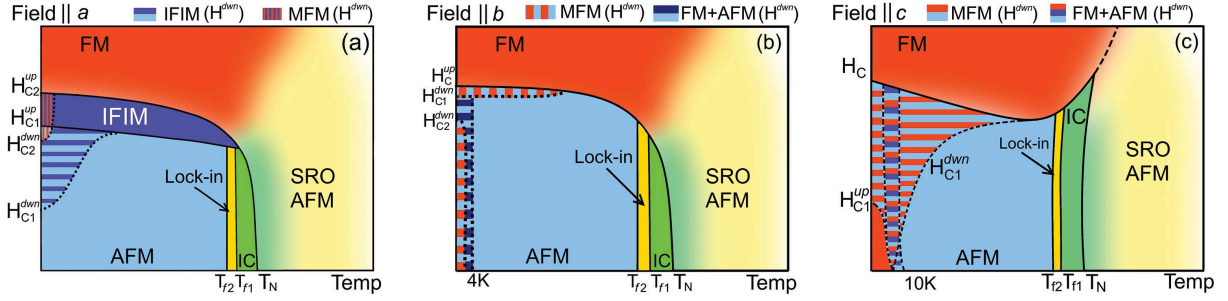 Field || a IFIM (H^dwn) MFM (H^dwn)
(a)
FM
H_C2^up
H_C1^up
H_C2^dwn
H_C1^dwn
IFIM
Lock-in
SRO
AFM
AFM
IC
T_f2 T_f1 T_N Temp
Field || b MFM (H^dwn) FM+AFM (H^dwn)
(b)
FM
H_C^up
H_C1^dwn
H_C2^dwn
Lock-in
SRO
AFM
AFM
IC
4K T_f2 T_f1 T_N Temp
Field || c MFM (H^dwn) FM+AFM (H^dwn)
(c)
FM
H_C
IC
Lock-in
H_C1^dwn
H_C1^up
SRO
AFM
AFM
10K T_f2 T_f1 T_N Temp